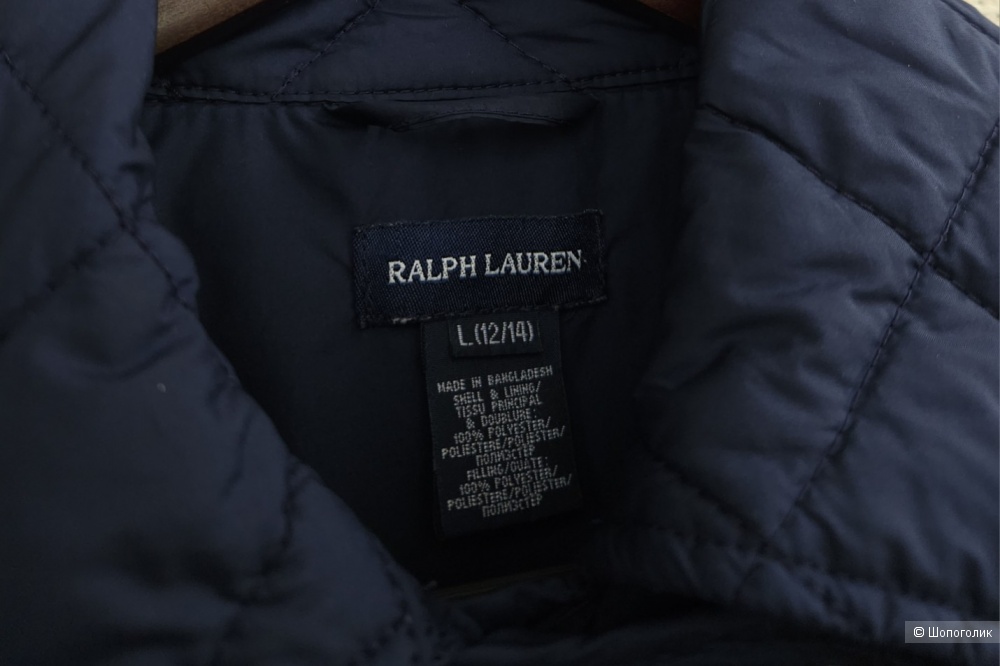 RALPH LAUREN
L (12/14)
MADE IN BANGLADESH
SHELL & LINING/
TISSU PRINCIPAL
& DOUBLURE:
100% POLYESTER/
POLIESTERE/POLIESTER/
ПОЛИЭСТЕР
FILLING/OUATE:
100% POLYESTER/
POLIESTERE/POLIESTER/
ПОЛИЭСТЕР
© Шопоголик